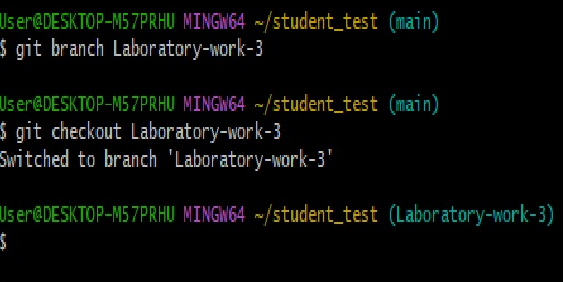 User@DESKTOP-M57PRHU MINGW64 ~/student_test (main)
$ git branch Laboratory-work-3
User@DESKTOP-M57PRHU MINGW64 ~/student_test (main)
$ git checkout Laboratory-work-3
Switched to branch 'Laboratory-work-3'
User@DESKTOP-M57PRHU MINGW64 ~/student_test (Laboratory-work-3)
$